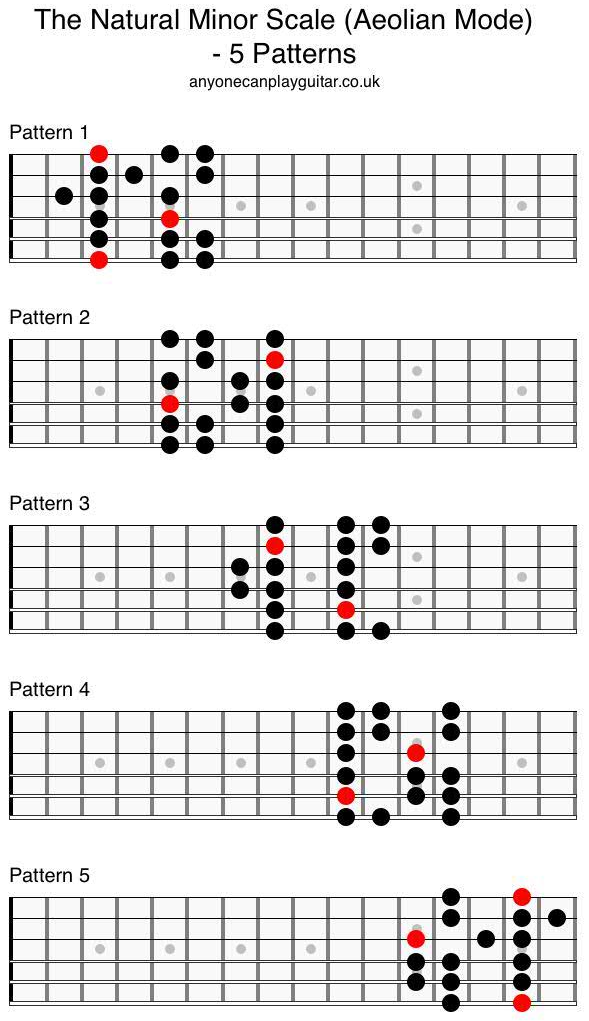 The Natural Minor Scale (Aeolian Mode)
- 5 Patterns
anyonecanplayguitar.co.uk
Pattern 1
Pattern 2
Pattern 3
Pattern 4
Pattern 5